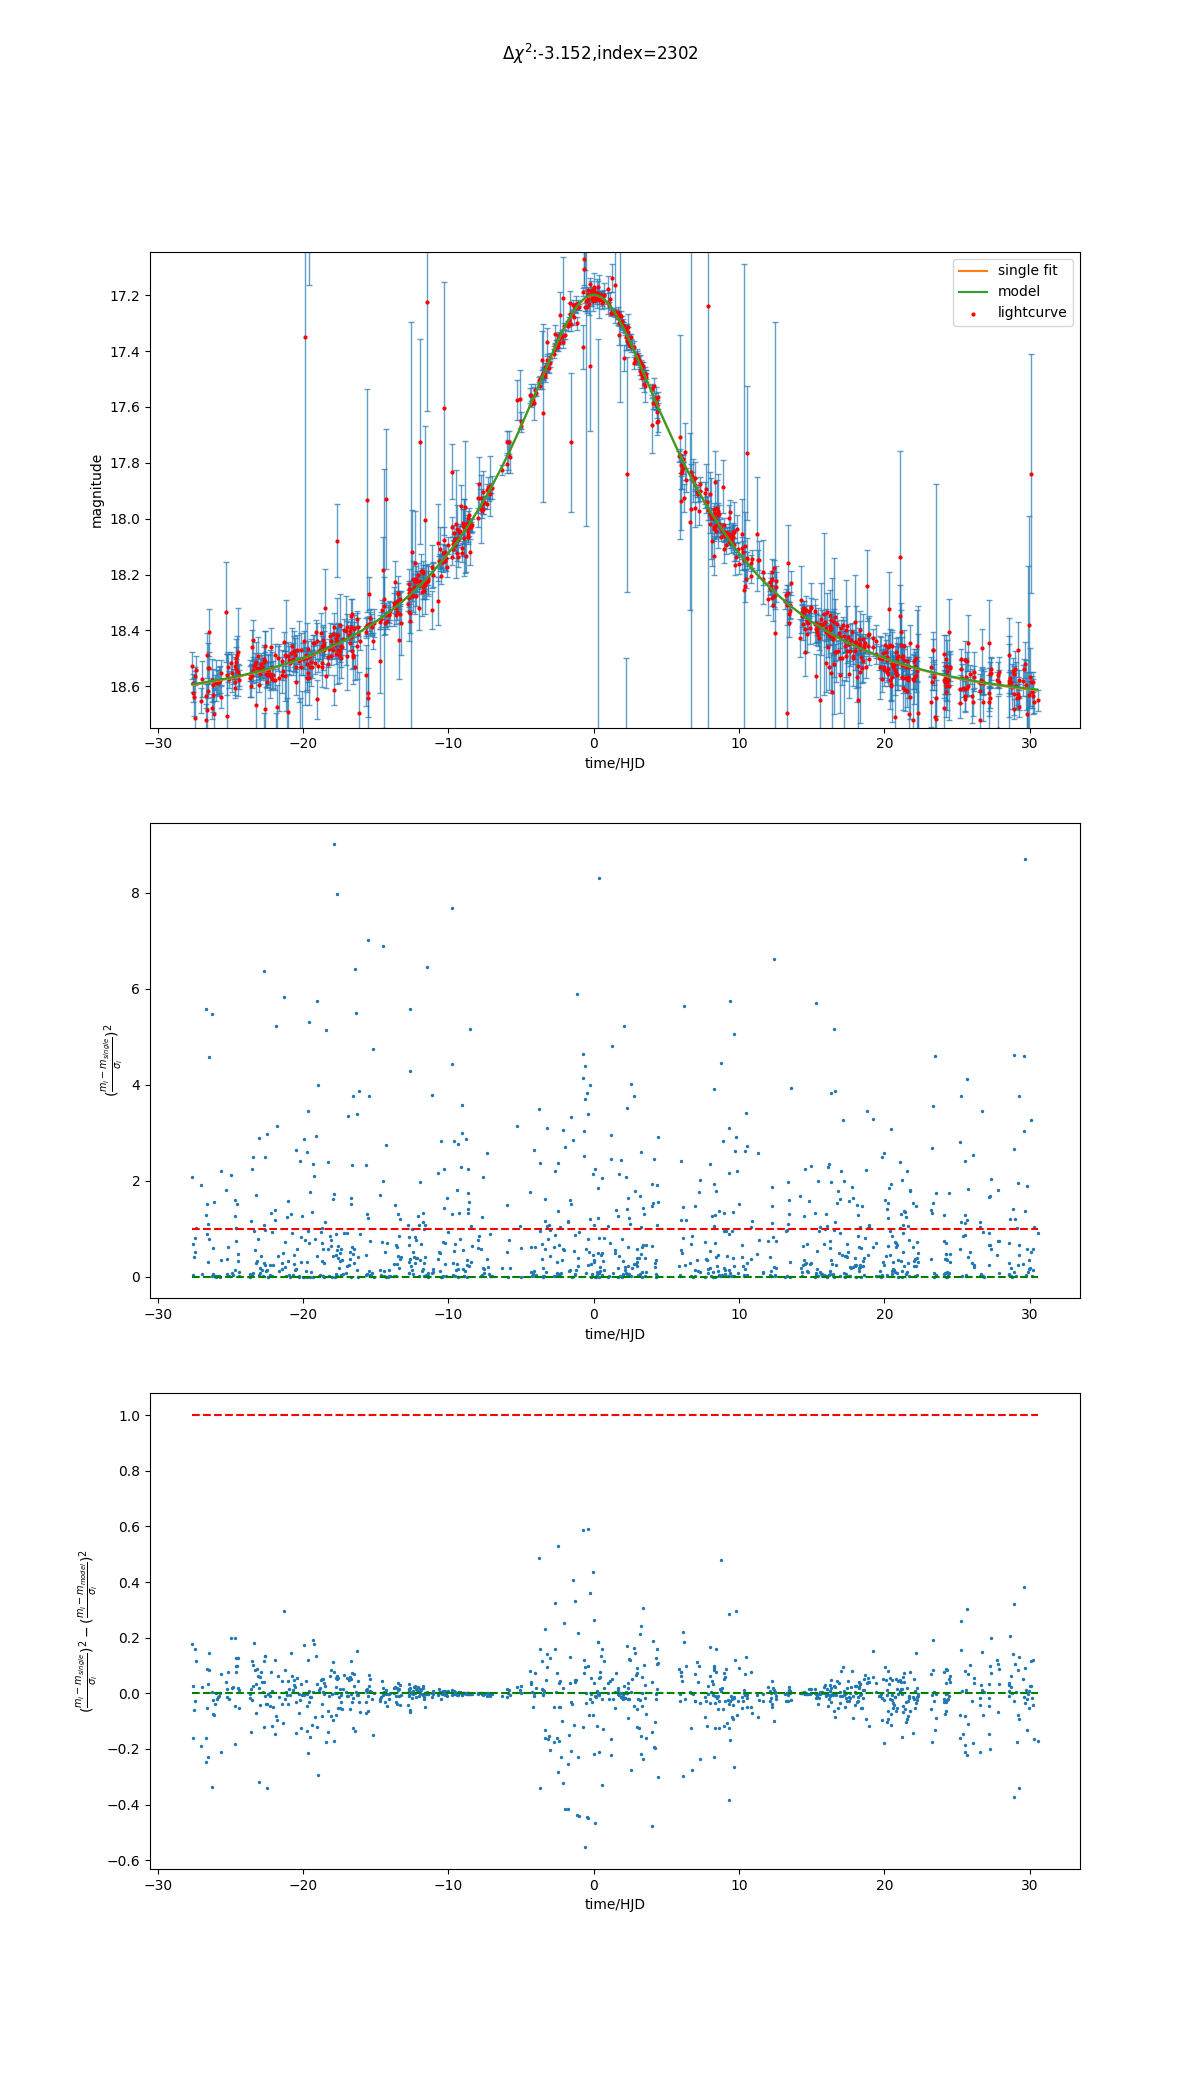 Δχ²:-3.152,index=2302
single fit
model
lightcurve
magnitude
17.2
17.4
17.6
17.8
18.0
18.2
18.4
18.6
−30 −20 −10 0 10 20 30
time/HJD
(m_i − m_single / σ_i)²
8
6
4
2
0
−30 −20 −10 0 10 20 30
time/HJD
(m_i − m_single / σ_i)² − (m_i − m_model / σ_i)²
1.0
0.8
0.6
0.4
0.2
0.0
−0.2
−0.4
−0.6
−30 −20 −10 0 10 20 30
time/HJD